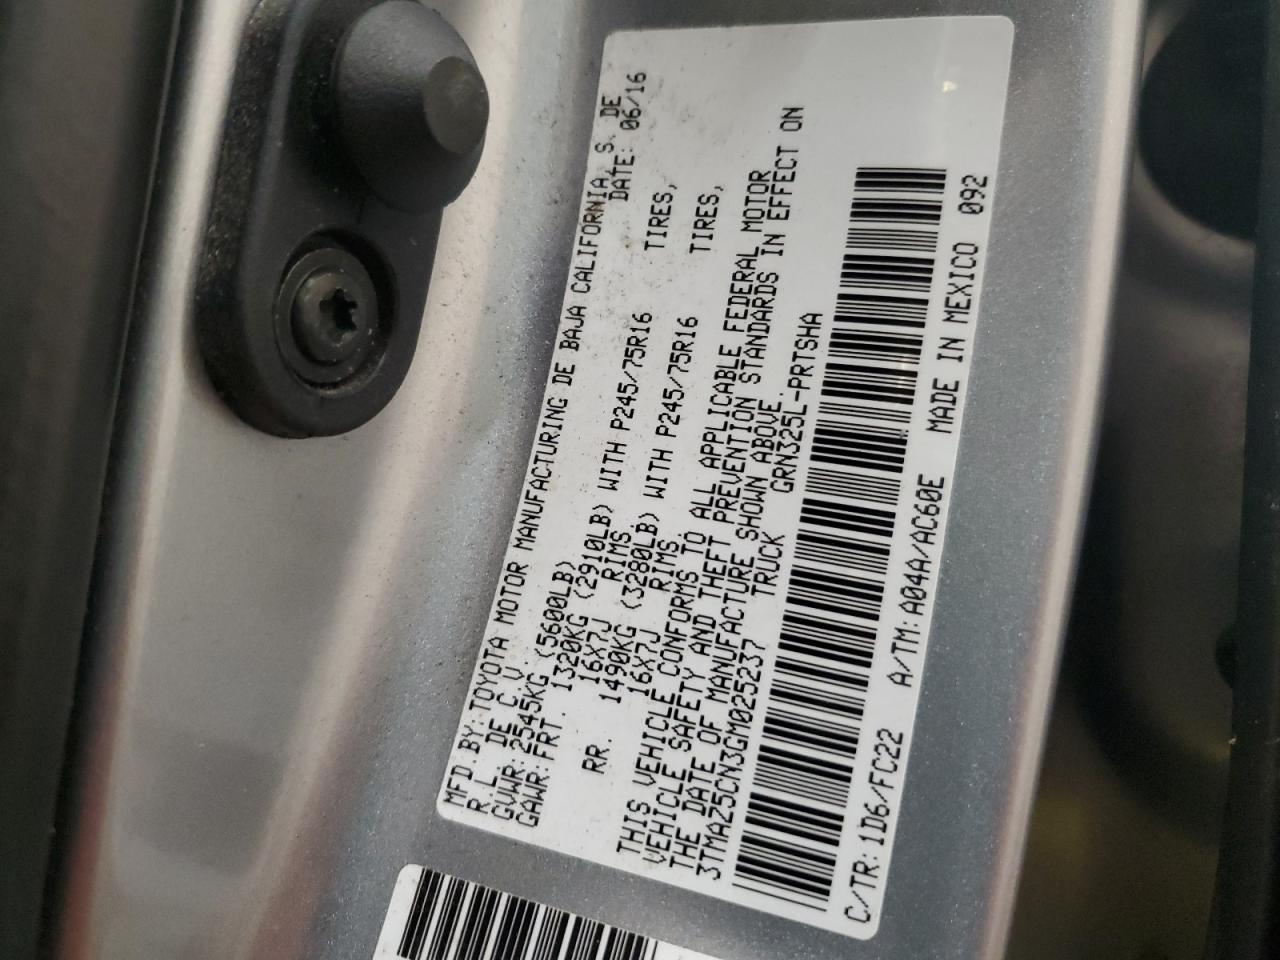 MFD.BY:TOYOTA MOTOR MANUFACTURING DE BAJA CALIFORNIA, S. DE
R.L. DE C.V. DATE: 06/16
GVWR:2545KG (5600LB)
GAWR:FRT. 1320KG (2910LB) WITH P245/75R16 TIRES,
16X7J RIMS.
RR. 1490KG (3280LB) WITH P245/75R16 TIRES,
16X7J RIMS.
THIS VEHICLE CONFORMS TO ALL APPLICABLE FEDERAL MOTOR
VEHICLE SAFETY AND THEFT PREVENTION STANDARDS IN EFFECT ON
THE DATE OF MANUFACTURE SHOWN ABOVE.
3TMAZ5CN3GM025237 TRUCK GRN325L-PRTSHA
C/TR:1D6/FC22 A/TM:A04A/AC60E MADE IN MEXICO 092